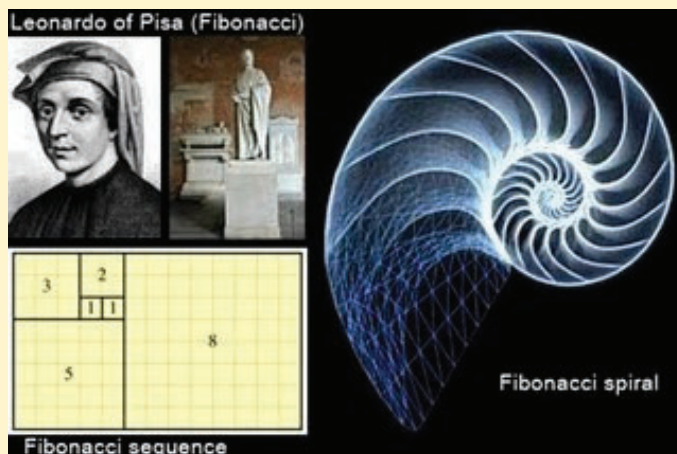 Leonardo of Pisa (Fibonacci)
3
2
1 1
8
5
Fibonacci spiral
Fibonacci sequence